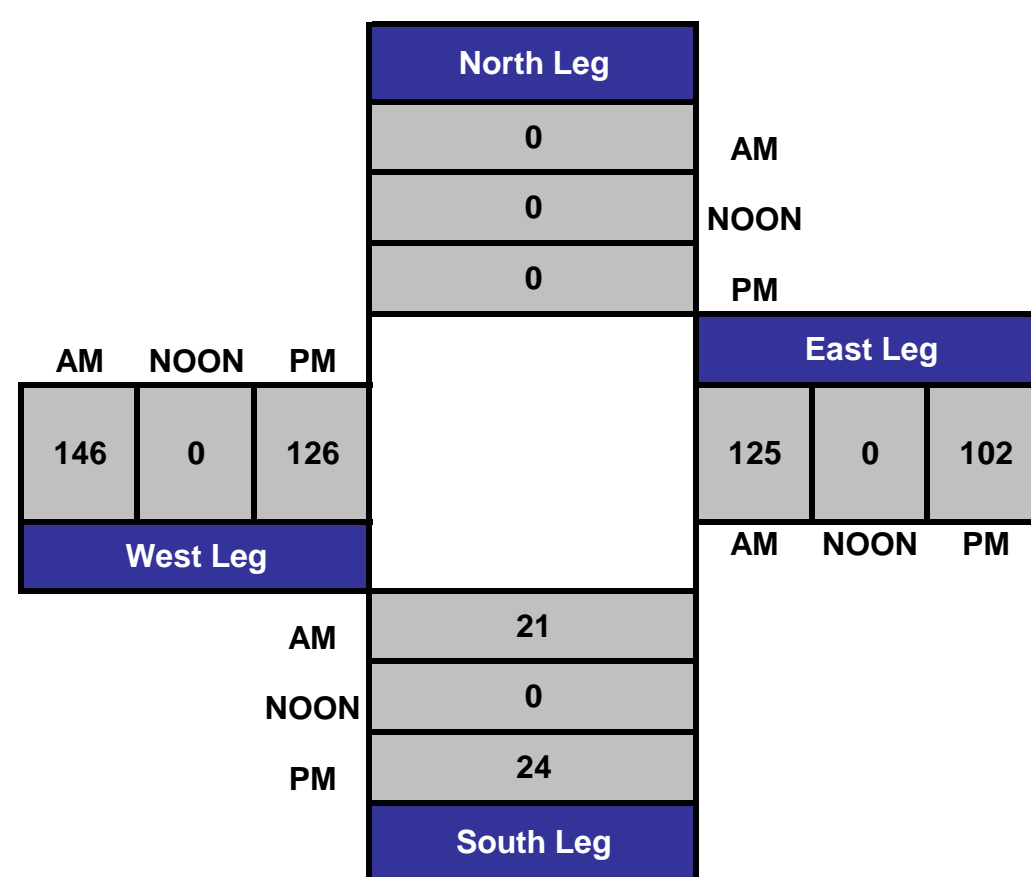 North Leg
0
AM
0
NOON
0
PM
East Leg
AM NOON PM
146 0 126
125 0 102
West Leg
AM NOON PM
AM
21
NOON
0
PM
24
South Leg